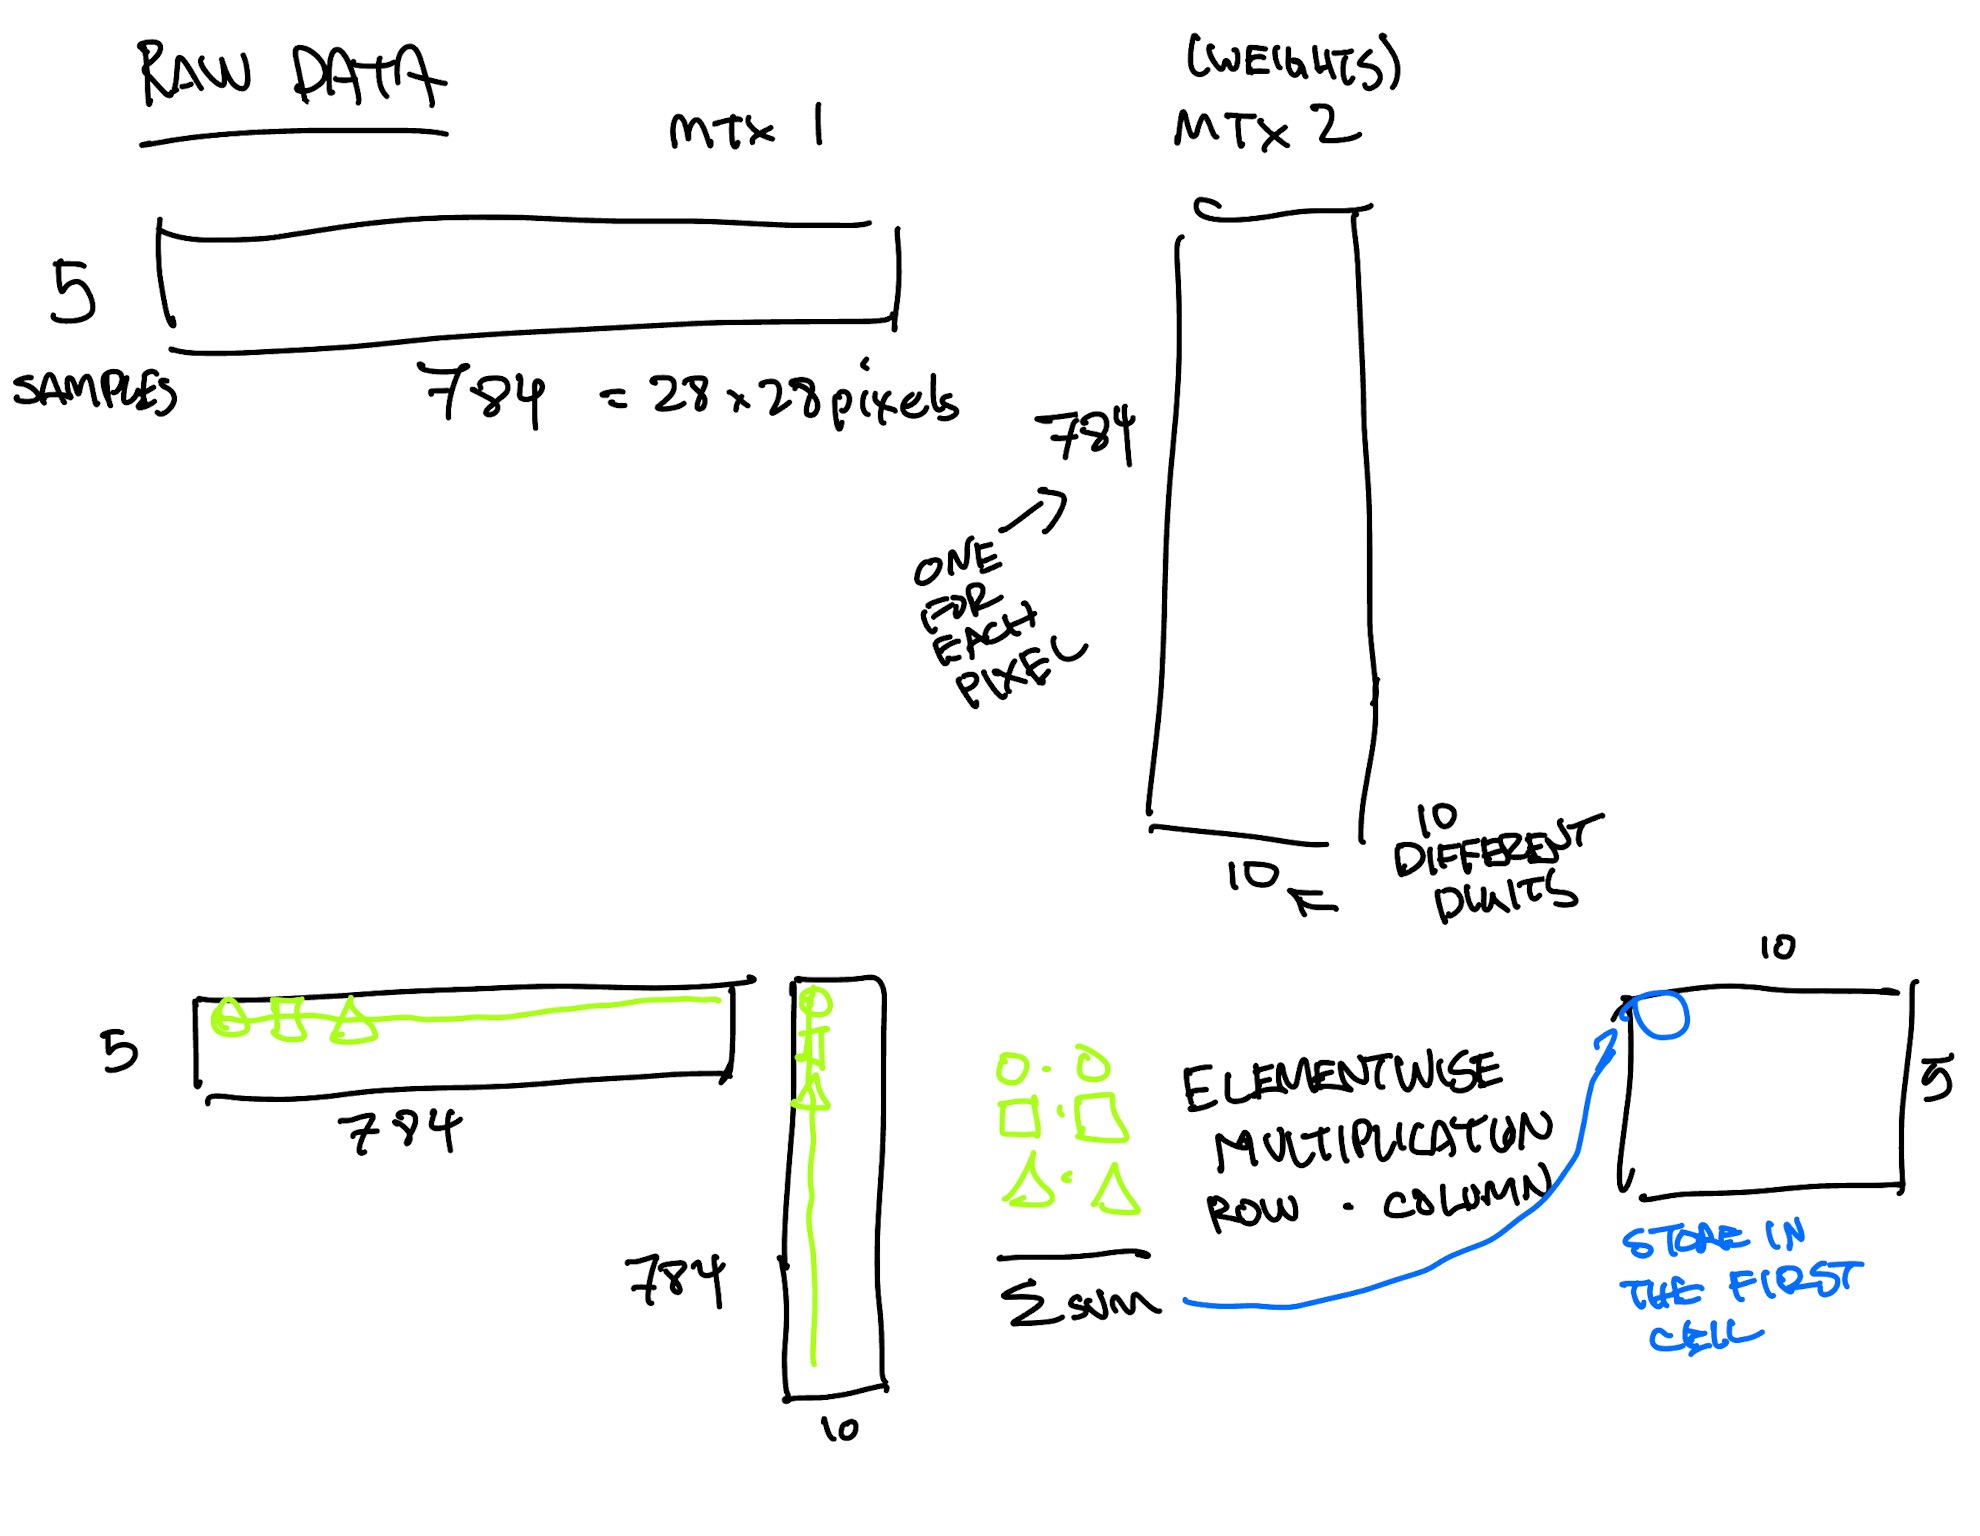 RAW DATA
MTX 1
(WEIGHTS)
MTX 2
5
SAMPLES
784 = 28 x 28 pixels
784
ONE
FOR
EACH
PIXEL
10
10
DIFFERENT
DIGITS
5
784
784
10
ELEMENTWISE
MULTIPLICATION
ROW · COLUMN
Σ SUM
10
5
STORE IN
THE FIRST
CELL